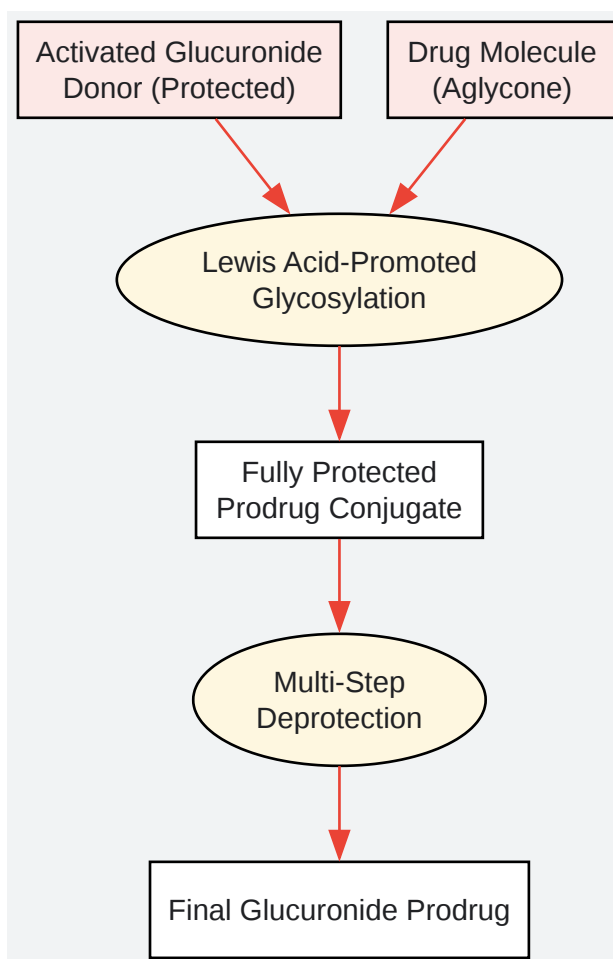 Activated Glucuronide
Donor (Protected)
Drug Molecule
(Aglycone)
Lewis Acid-Promoted
Glycosylation
Fully Protected
Prodrug Conjugate
Multi-Step
Deprotection
Final Glucuronide Prodrug